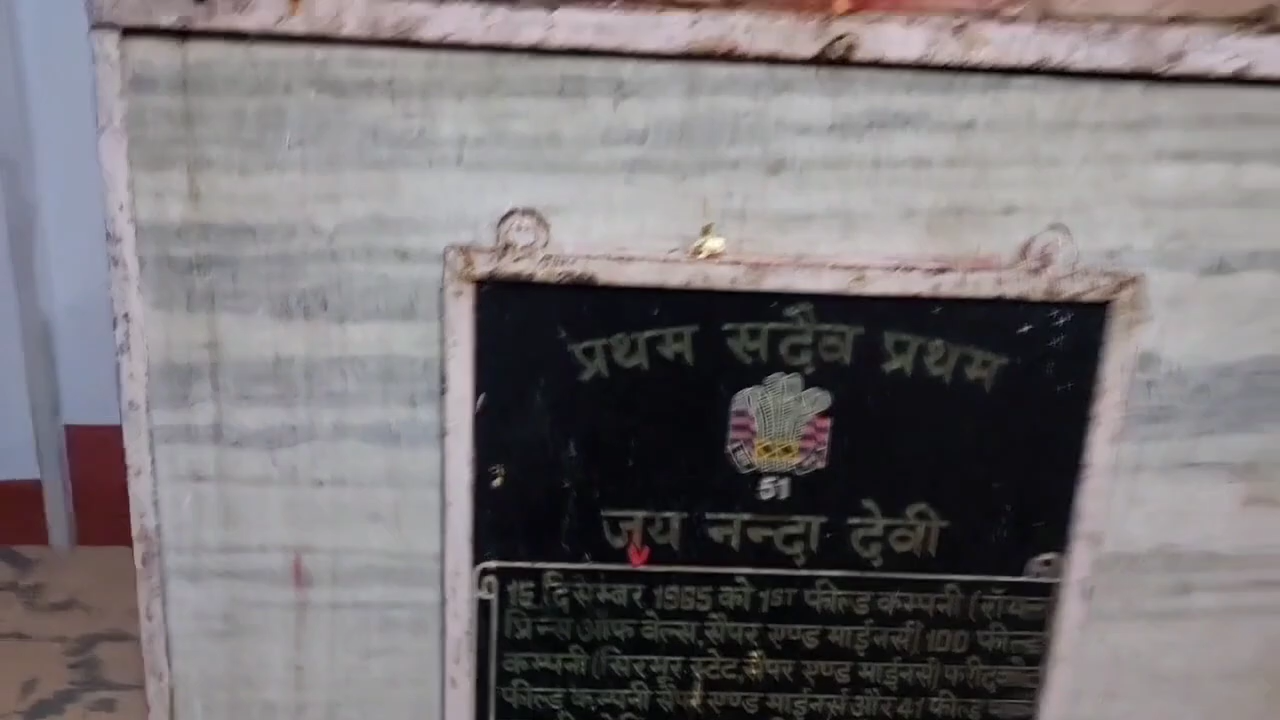 प्रथम सदैव प्रथम
51
जय नन्दा देवी
15 दिसम्बर 1985 को 1ST फील्ड कम्पनी (रॉयल
प्रिन्स ऑफ वेल्स, सैपर एण्ड माईनर्स) 100 फील्ड
कम्पनी (सिरमूर स्टेट, सैपर एण्ड माईनर्स) फरीदकोट
फील्ड कम्पनी सैपर एण्ड माईनर्स और 41 फील्ड